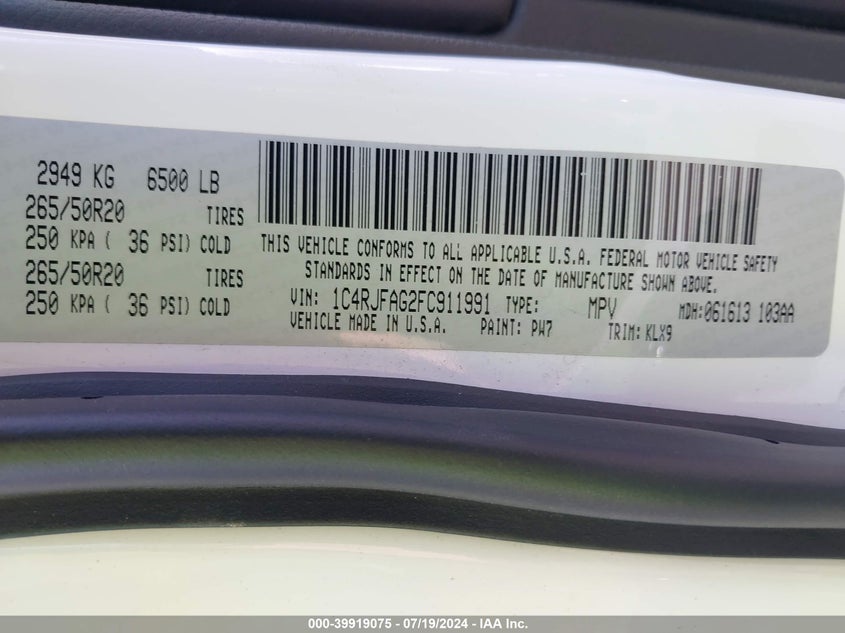 2949 KG 6500 LB
265/50R20 TIRES
250 KPA ( 36 PSI) COLD
265/50R20 TIRES
250 KPA ( 36 PSI) COLD
THIS VEHICLE CONFORMS TO ALL APPLICABLE U.S.A. FEDERAL MOTOR VEHICLE SAFETY
STANDARDS IN EFFECT ON THE DATE OF MANUFACTURE SHOWN ABOVE.
VIN: 1C4RJFAG2FC911991 TYPE: MPV MDH:061613 103AA
VEHICLE MADE IN U.S.A. PAINT: PW7 TRIM: KLX9
000-39919075 - 07/19/2024 - IAA Inc.